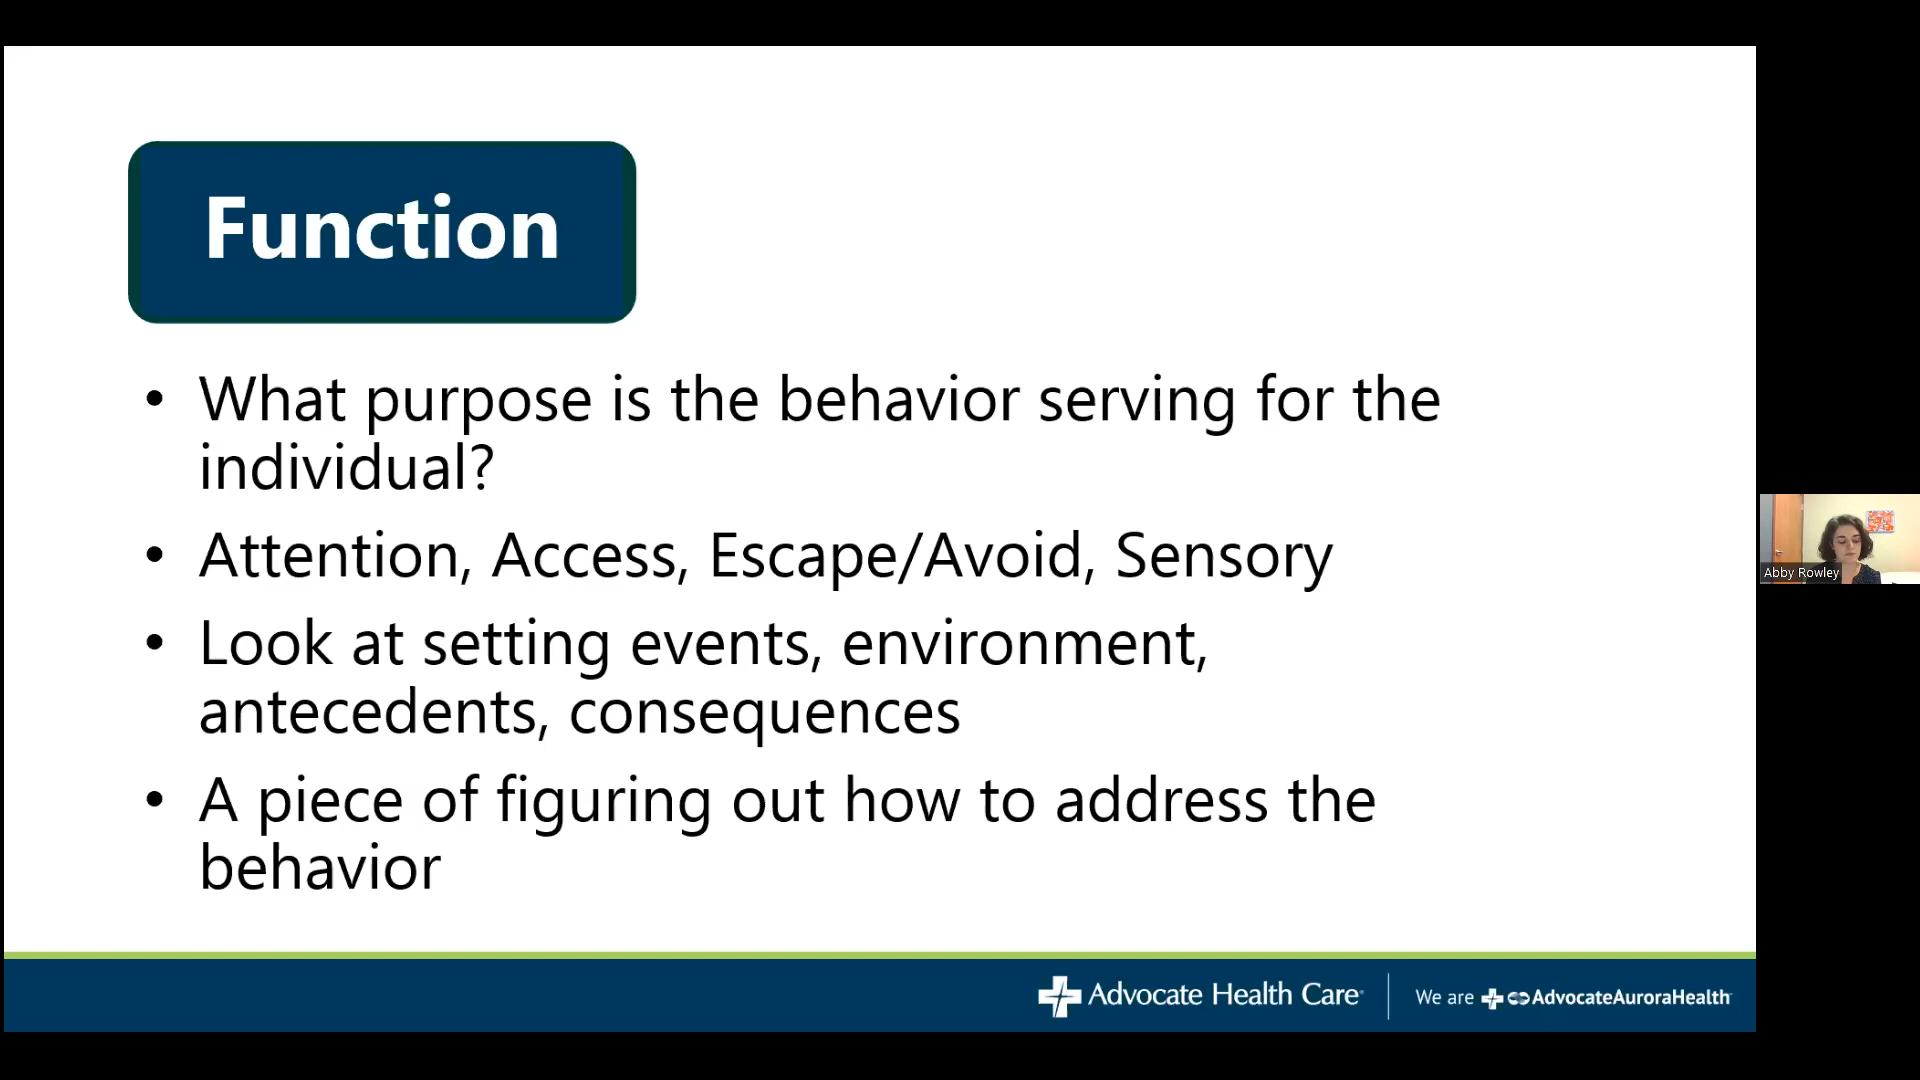 Function
• What purpose is the behavior serving for the
individual?
• Attention, Access, Escape/Avoid, Sensory
• Look at setting events, environment,
antecedents, consequences
• A piece of figuring out how to address the
behavior
Abby Rowley
Advocate Health Care
We are AdvocateAuroraHealth